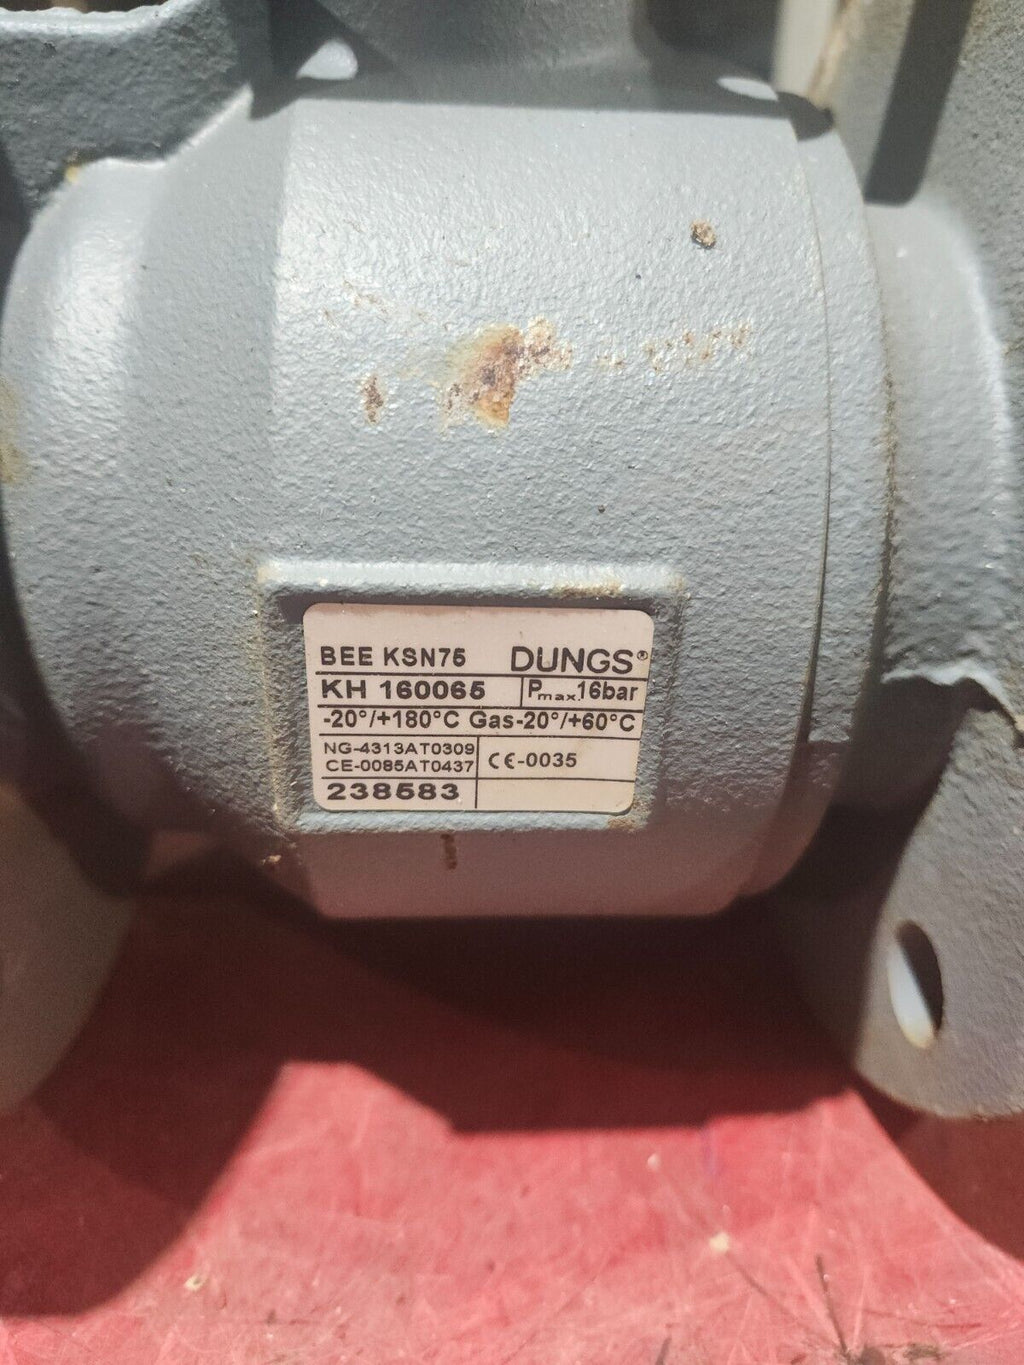 BEE KSN75 DUNGS®
KH 160065 Pmax.16bar
-20°/+180°C Gas-20°/+60°C
NG-4313AT0309
CE-0085AT0437
CE-0035
238583